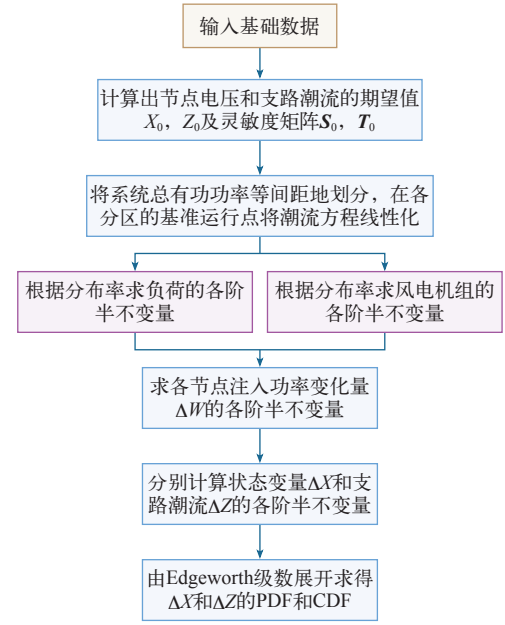 输入基础数据
计算出节点电压和支路潮流的期望值
X₀，Z₀及灵敏度矩阵S₀，T₀
将系统总有功功率等间距地划分，在各
分区的基准运行点将潮流方程线性化
根据分布率求负荷的各阶
半不变量
根据分布率求风电机组的
各阶半不变量
求各节点注入功率变化量
ΔW的各阶半不变量
分别计算状态变量ΔX和支
路潮流ΔZ的各阶半不变量
由Edgeworth级数展开求得
ΔX和ΔZ的PDF和CDF